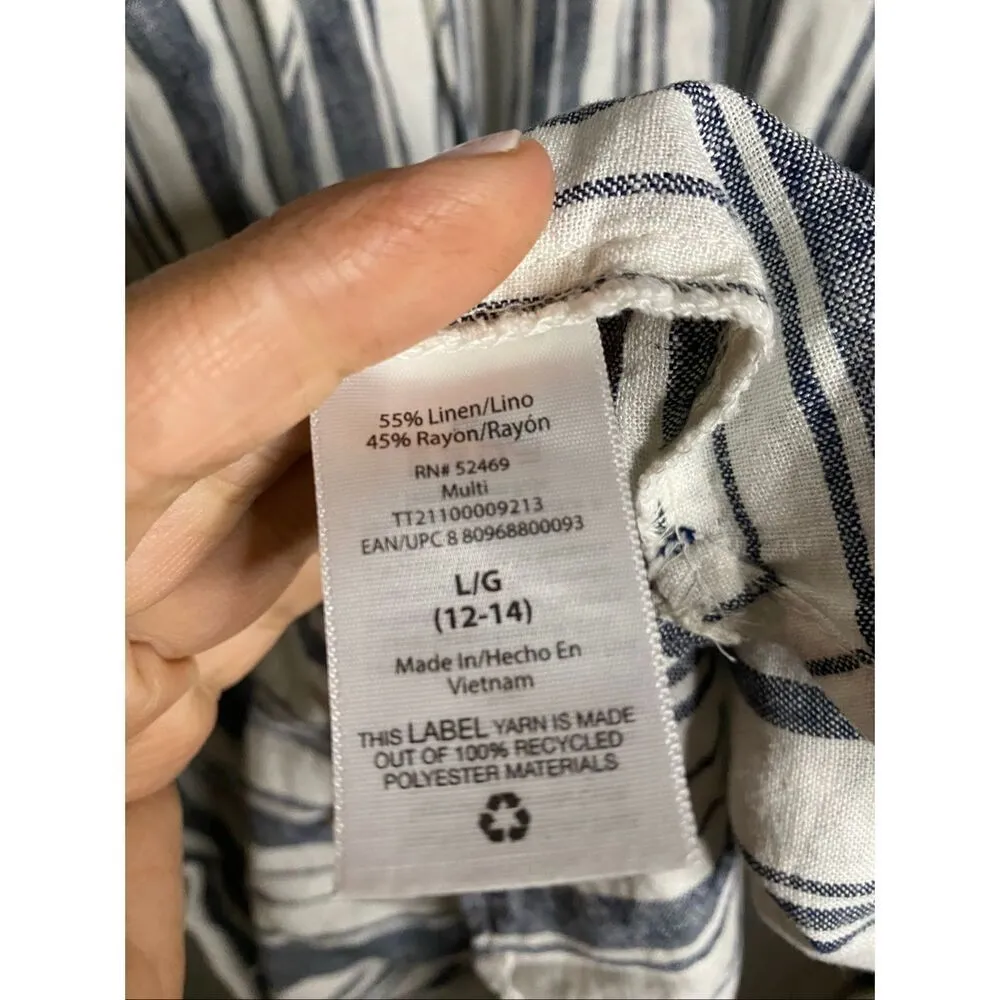 55% Linen/Lino
45% Rayon/Rayón
RN# 52469
Multi
TT21100009213
EAN/UPC 8 80968800093
L/G
(12-14)
Made In/Hecho En
Vietnam
THIS LABEL YARN IS MADE
OUT OF 100% RECYCLED
POLYESTER MATERIALS